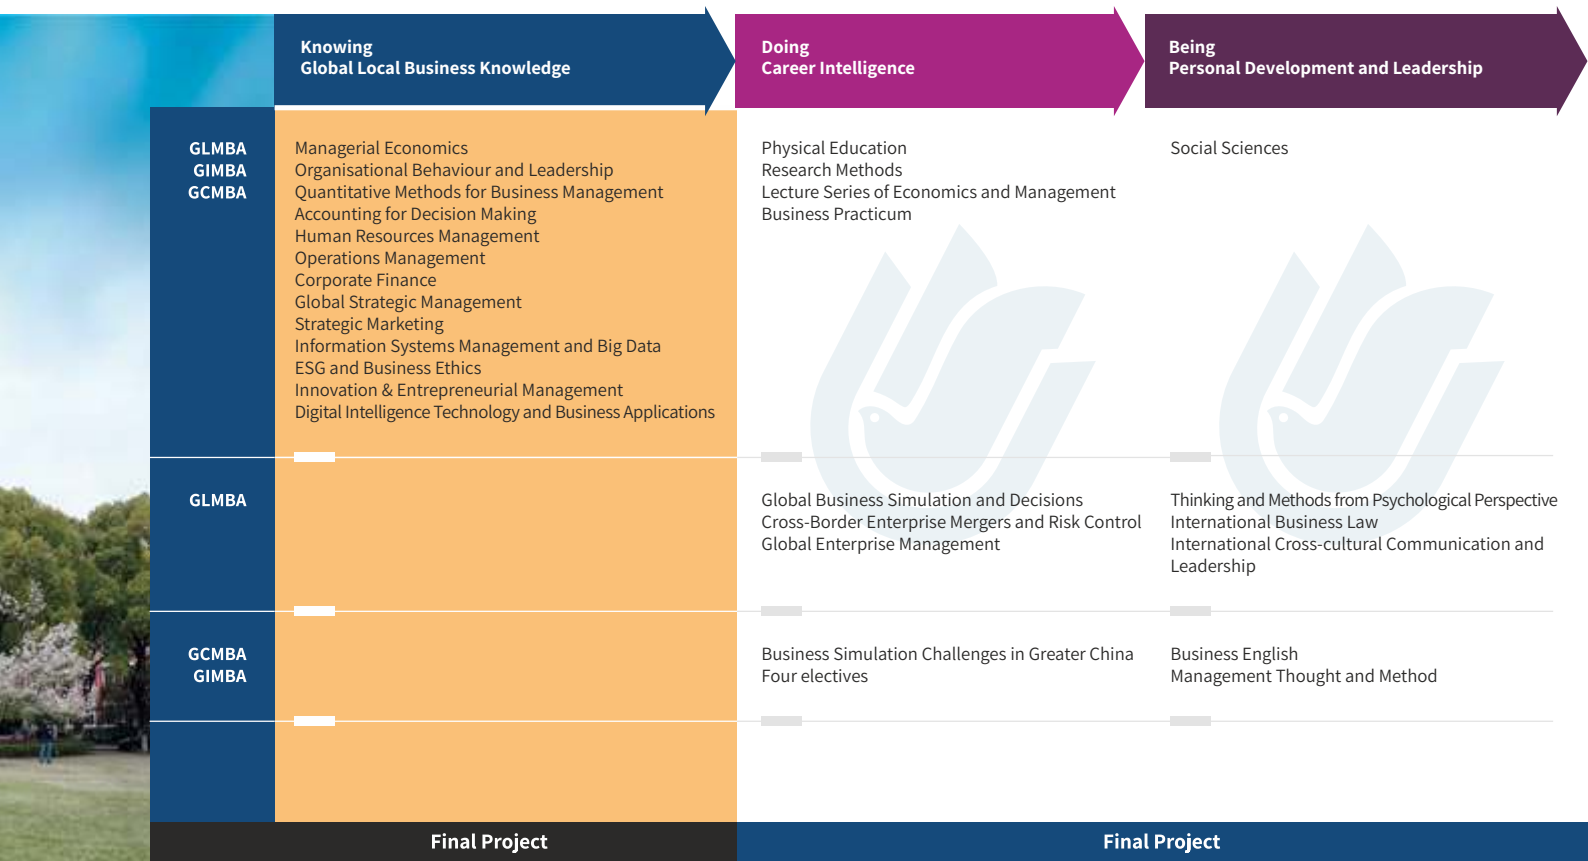 Knowing
Global Local Business Knowledge
Doing
Career Intelligence
Being
Personal Development and Leadership
GLMBA
GIMBA
GCMBA
Managerial Economics
Organisational Behaviour and Leadership
Quantitative Methods for Business Management
Accounting for Decision Making
Human Resources Management
Operations Management
Corporate Finance
Global Strategic Management
Strategic Marketing
Information Systems Management and Big Data
ESG and Business Ethics
Innovation & Entrepreneurial Management
Digital Intelligence Technology and Business Applications
Physical Education
Research Methods
Lecture Series of Economics and Management
Business Practicum
Social Sciences
GLMBA
Global Business Simulation and Decisions
Cross-Border Enterprise Mergers and Risk Control
Global Enterprise Management
Thinking and Methods from Psychological Perspective
International Business Law
International Cross-cultural Communication and
Leadership
GCMBA
GIMBA
Business Simulation Challenges in Greater China
Four electives
Business English
Management Thought and Method
Final Project
Final Project